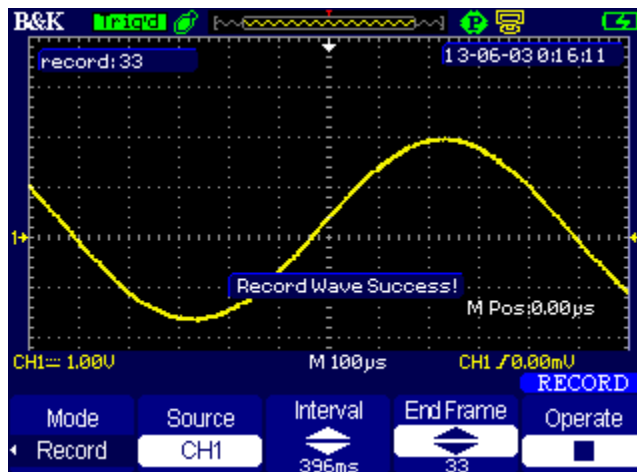 B&K Trig'd P
record: 33 13-06-03 0:16:11
1
Record Wave Success!
M Pos:0.00µs
CH1 1.00V M 100µs CH1 0.00mV
RECORD
Mode Source Interval End Frame Operate
Record CH1 396ms 33